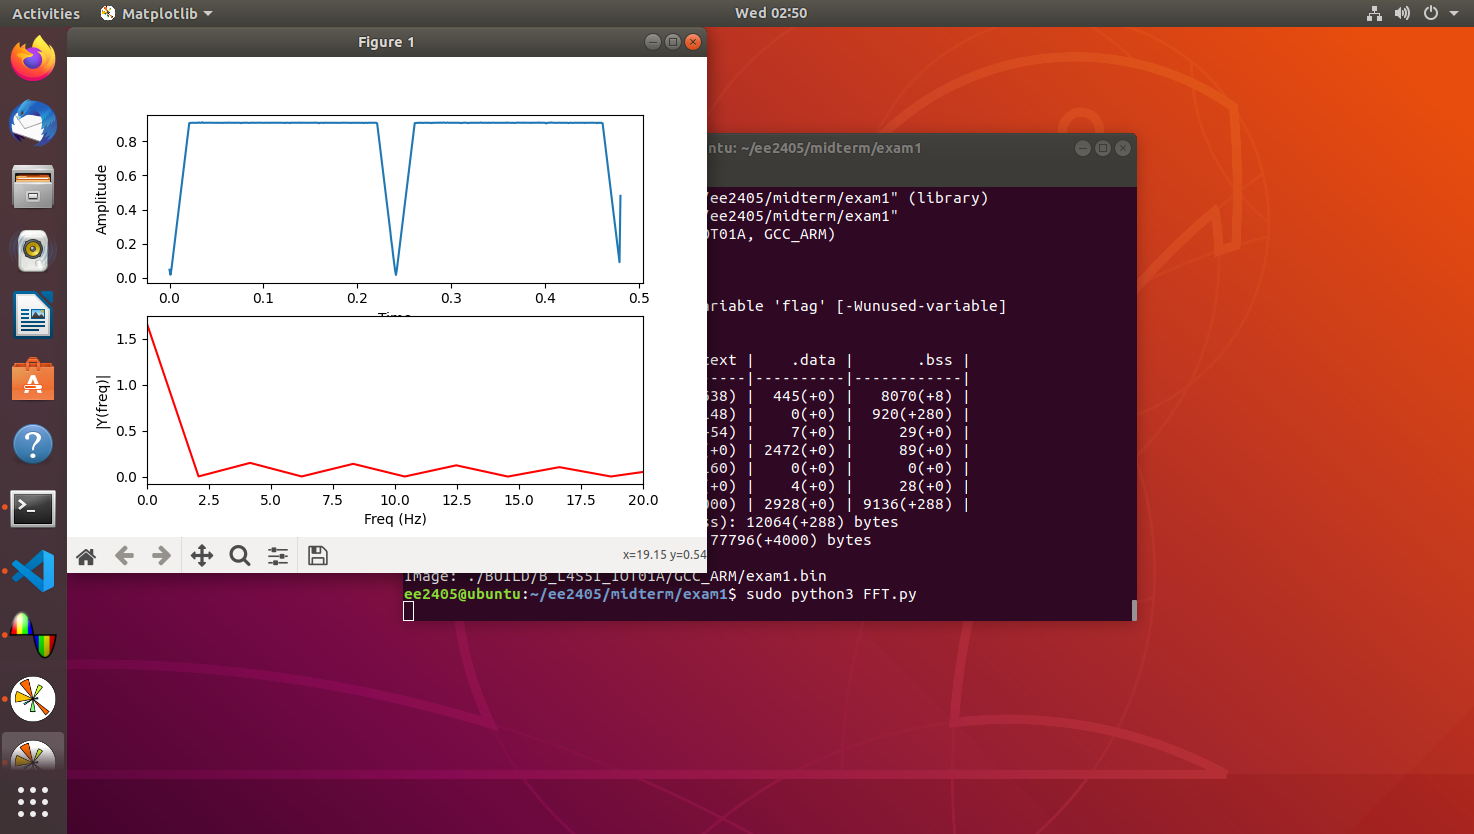 Activities Matplotlib Wed 02:50
Figure 1
Amplitude
0.8
0.6
0.4
0.2
0.0
0.0 0.1 0.2 0.3 0.4 0.5
|Y(freq)|
1.5
1.0
0.5
0.0
0.0 2.5 5.0 7.5 10.0 12.5 15.0 17.5 20.0
Freq (Hz)
x=19.15 y=0.54
ntu: ~/ee2405/midterm/exam1
/ee2405/midterm/exam1" (library)
/ee2405/midterm/exam1"
OT01A, GCC_ARM)
variable 'flag' [-Wunused-variable]
text | .data | .bss |
----|----------|------------|
638) | 445(+0) | 8070(+8) |
148) | 0(+0) | 920(+280) |
-54) | 7(+0) | 29(+0) |
(+0) | 2472(+0) | 89(+0) |
160) | 0(+0) | 0(+0) |
(+0) | 4(+0) | 28(+0) |
000) | 2928(+0) | 9136(+288) |
ss): 12064(+288) bytes
77796(+4000) bytes
Image: ./BUILD/B_L4S5I_IOT01A/GCC_ARM/exam1.bin
ee2405@ubuntu:~/ee2405/midterm/exam1$ sudo python3 FFT.py